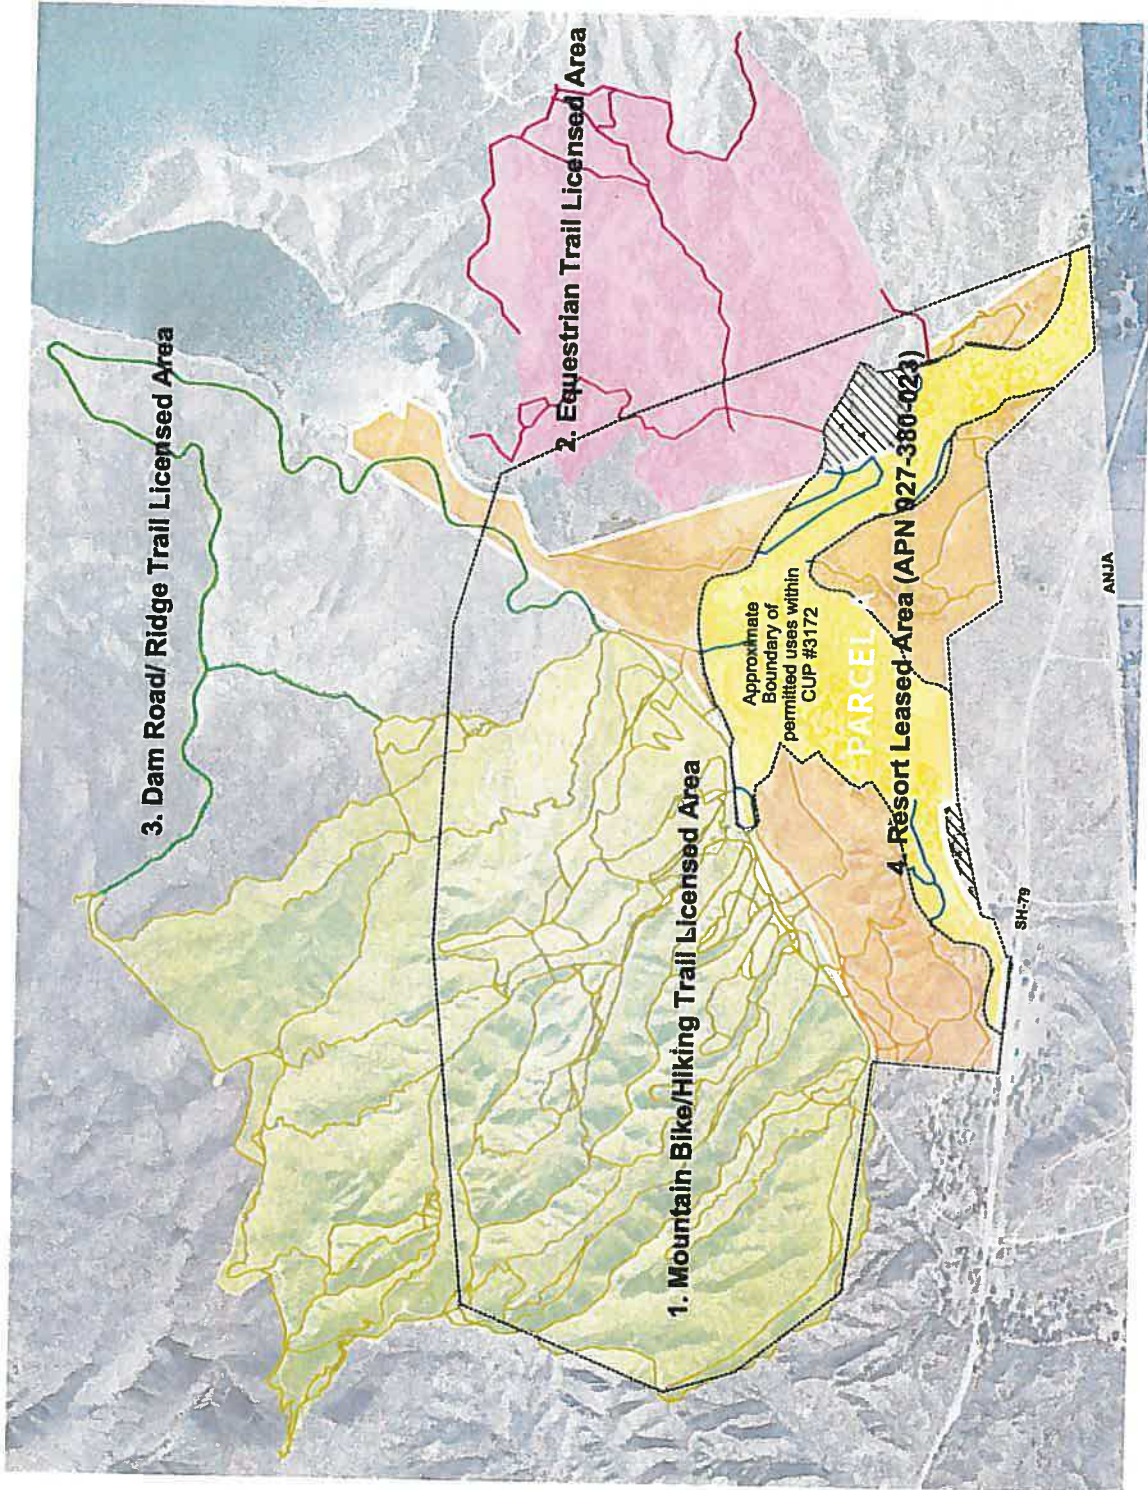 3. Dam Road/ Ridge Trail Licensed Area
2. Equestrian Trail Licensed Area
1. Mountain Bike/Hiking Trail Licensed Area
Approximate
Boundary of
permitted uses within
CUP #3172
PARCEL
4. Resort Leased Area (APN 927-380-023)
SH-79
ANJA